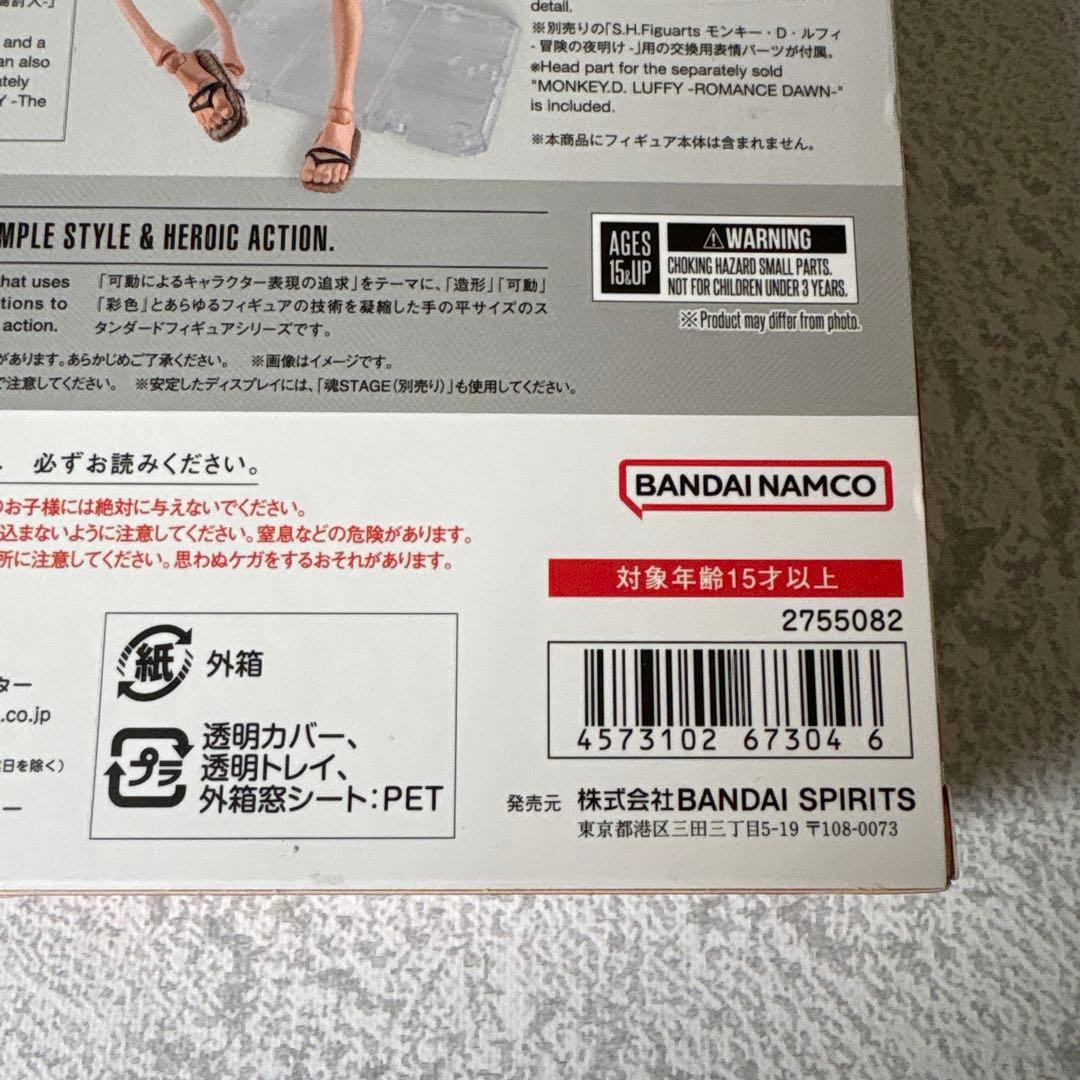 and a
an also
ately
Y -The
detail.
※別売りの「S.H.Figuarts モンキー・D・ルフィ
-冒険の夜明け-」用の交換用表情パーツが付属。
※Head part for the separately sold
"MONKEY.D. LUFFY -ROMANCE DAWN-"
is included.
※本商品にフィギュア本体は含まれません。
MPLE STYLE & HEROIC ACTION.
that uses
tions to
action.
「可動によるキャラクター表現の追求」をテーマに、「造形」「可動」
「彩色」とあらゆるフィギュアの技術を凝縮した手の平サイズのス
タンダードフィギュアシリーズです。
があります。あらかじめご了承ください。 ※画像はイメージです。
で注意してください。 ※安定したディスプレイには、「魂STAGE(別売り)」も使用してください。
AGES
15&UP
⚠WARNING
CHOKING HAZARD SMALL PARTS.
NOT FOR CHILDREN UNDER 3 YEARS.
※Product may differ from photo.
必ずお読みください。
のお子様には絶対に与えないでください。
込まないように注意してください。窒息などの危険があります。
所に注意してください。思わぬケガをするおそれがあります。
BANDAI NAMCO
対象年齢15才以上
2755082
4573102 67304 6
ター
.co.jp
日を除く)
ー
紙 外箱
プラ
透明カバー、
透明トレイ、
外箱窓シート:PET
発売元 株式会社BANDAI SPIRITS
東京都港区三田三丁目5-19 〒108-0073